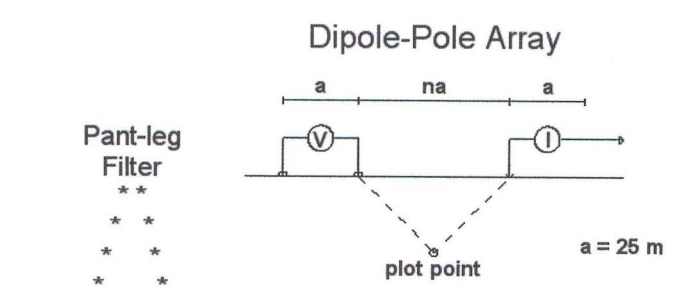 Dipole-Pole Array
a na a
Pant-leg
Filter
V
I
* *
* *
* *
* *
a = 25 m
plot point